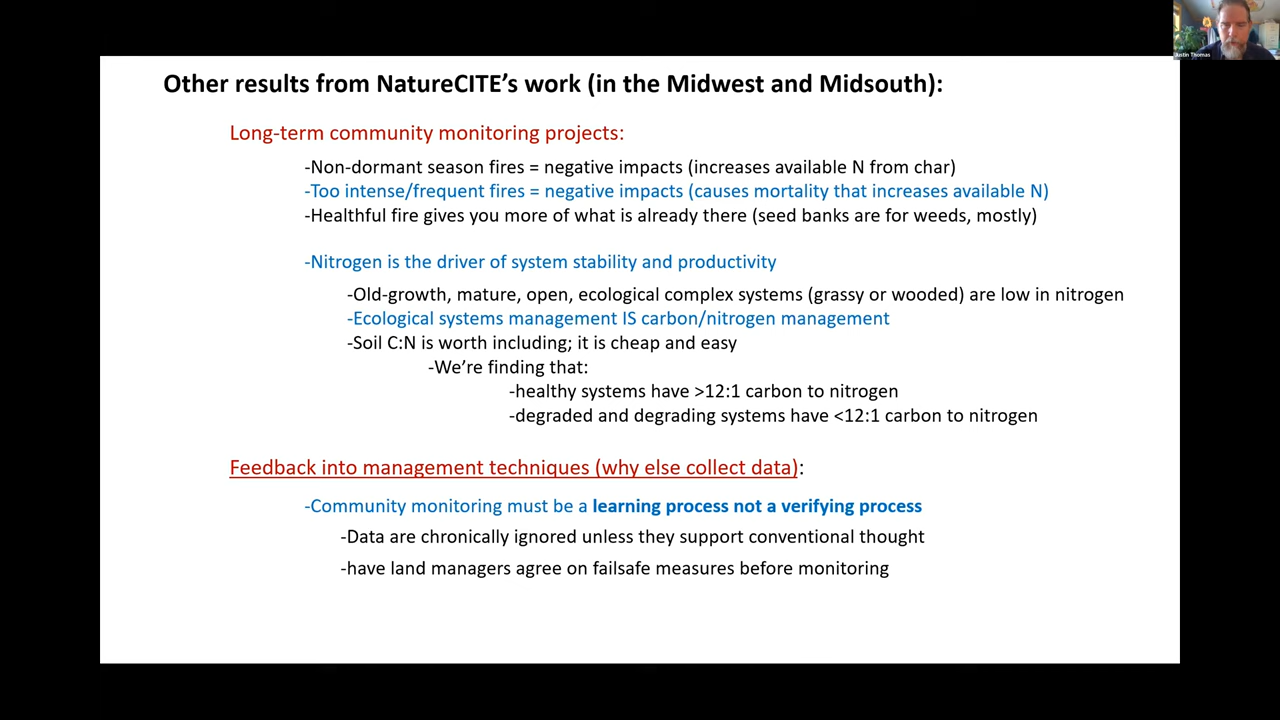 Justin Thomas
Other results from NatureCITE's work (in the Midwest and Midsouth):
Long-term community monitoring projects:
-Non-dormant season fires = negative impacts (increases available N from char)
-Too intense/frequent fires = negative impacts (causes mortality that increases available N)
-Healthful fire gives you more of what is already there (seed banks are for weeds, mostly)
-Nitrogen is the driver of system stability and productivity
-Old-growth, mature, open, ecological complex systems (grassy or wooded) are low in nitrogen
-Ecological systems management IS carbon/nitrogen management
-Soil C:N is worth including; it is cheap and easy
-We're finding that:
-healthy systems have >12:1 carbon to nitrogen
-degraded and degrading systems have <12:1 carbon to nitrogen
Feedback into management techniques (why else collect data):
-Community monitoring must be a learning process not a verifying process
-Data are chronically ignored unless they support conventional thought
-have land managers agree on failsafe measures before monitoring